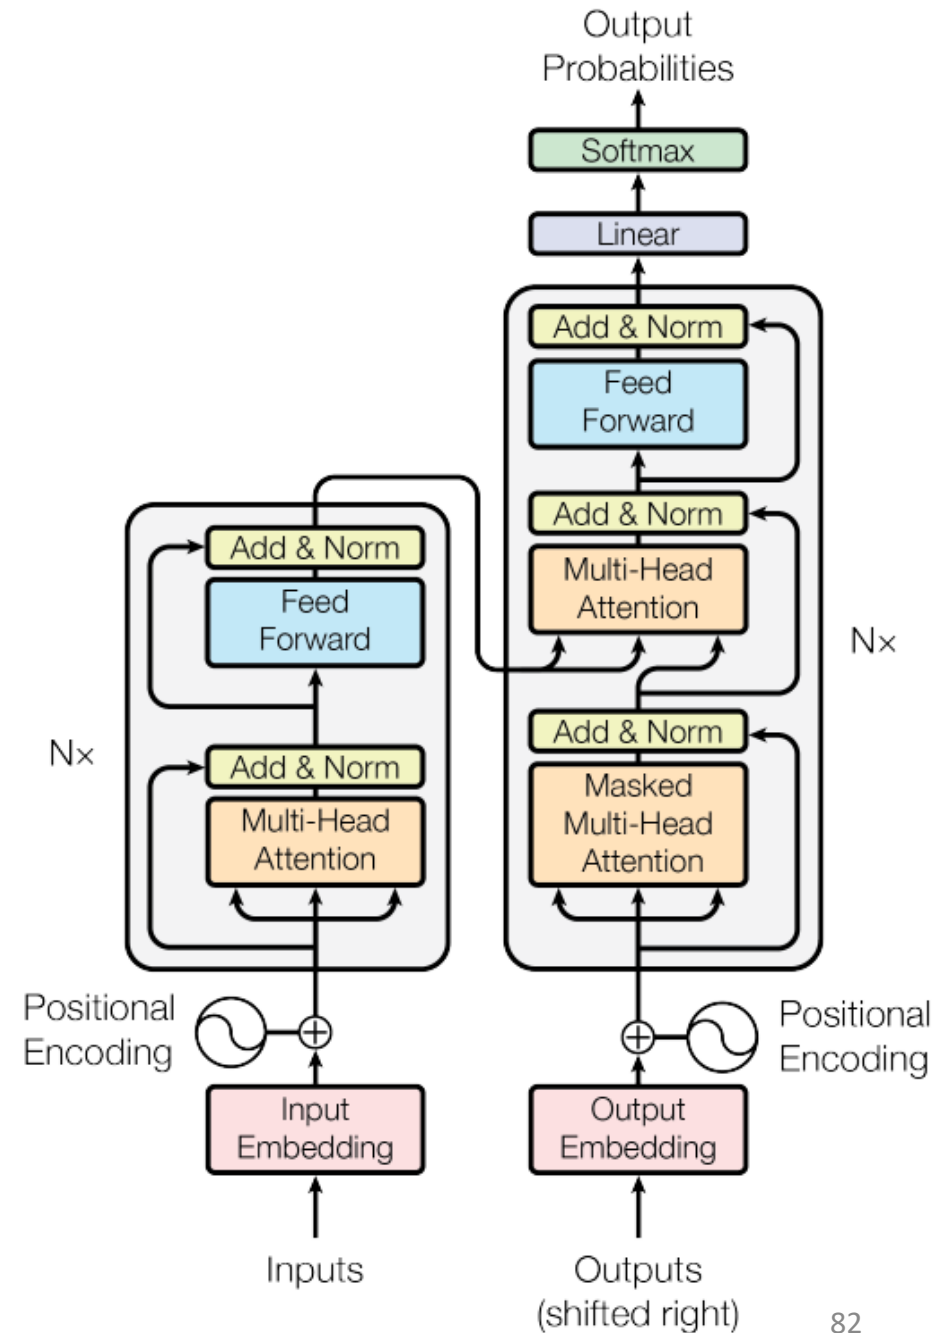 Output
Probabilities
Softmax
Linear
Add & Norm
Feed
Forward
Add & Norm
Multi-Head
Attention
Add & Norm
Masked
Multi-Head
Attention
N×
Add & Norm
Feed
Forward
Add & Norm
Multi-Head
Attention
N×
Positional
Encoding
Positional
Encoding
Input
Embedding
Output
Embedding
Inputs
Outputs
(shifted right)
82